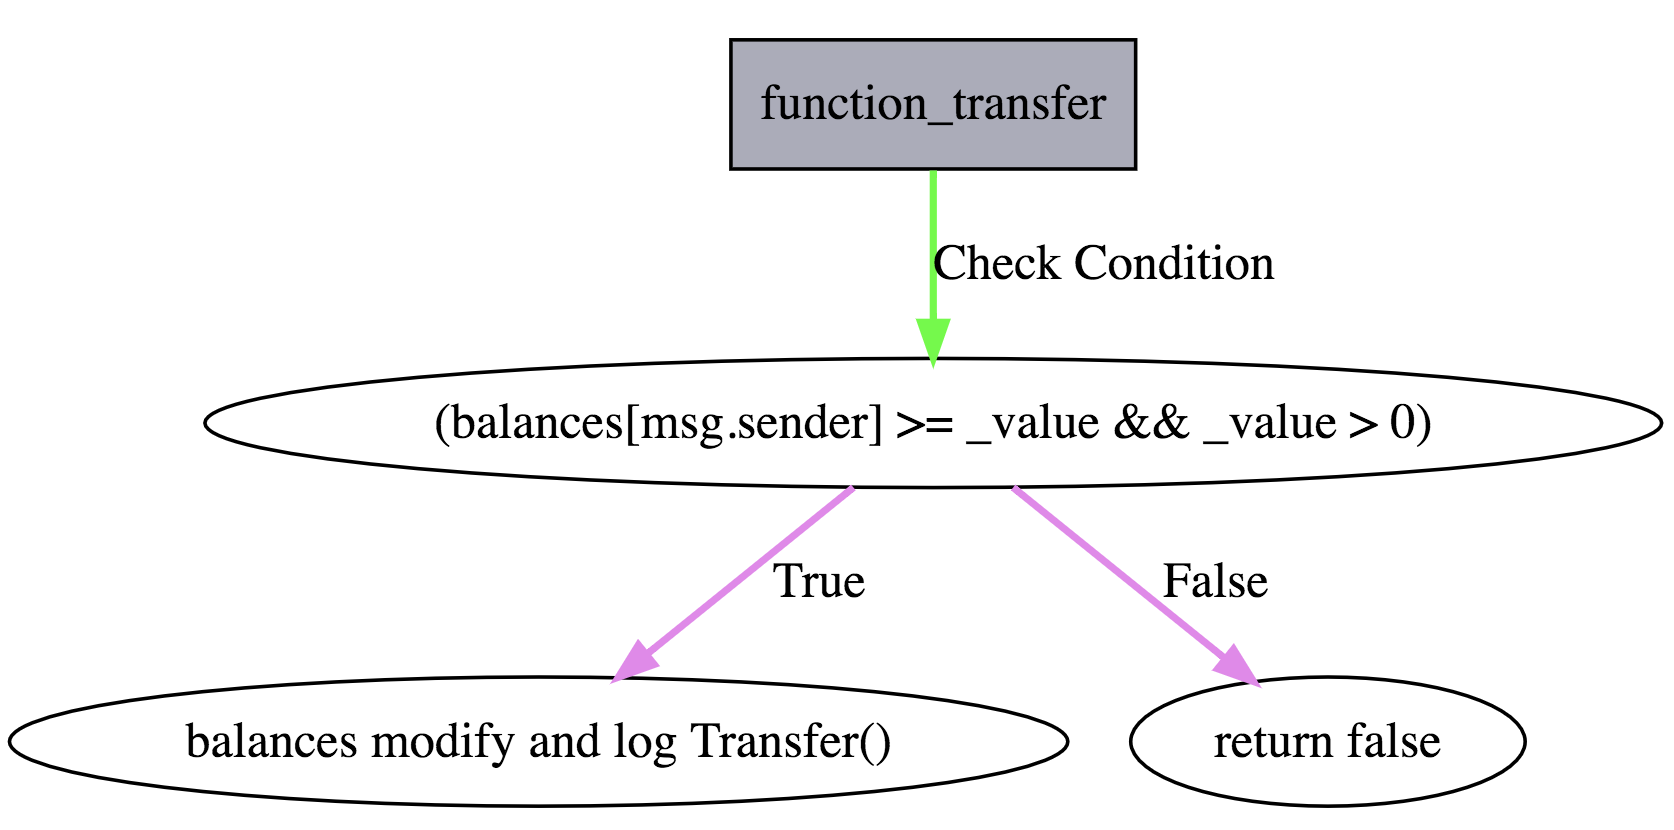 function_transfer
Check Condition
(balances[msg.sender] >= _value && _value > 0)
True
False
balances modify and log Transfer()
return false